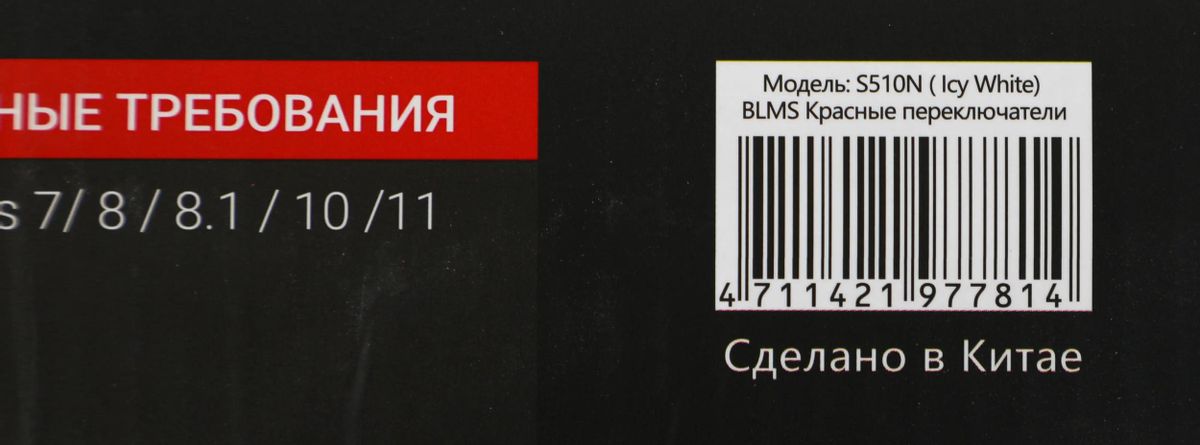 НЫЕ ТРЕБОВАНИЯ
s 7/ 8 / 8.1 / 10 /11
Модель: S510N ( Icy White)
BLMS Красные переключатели
4 711421 977814
Сделано в Китае